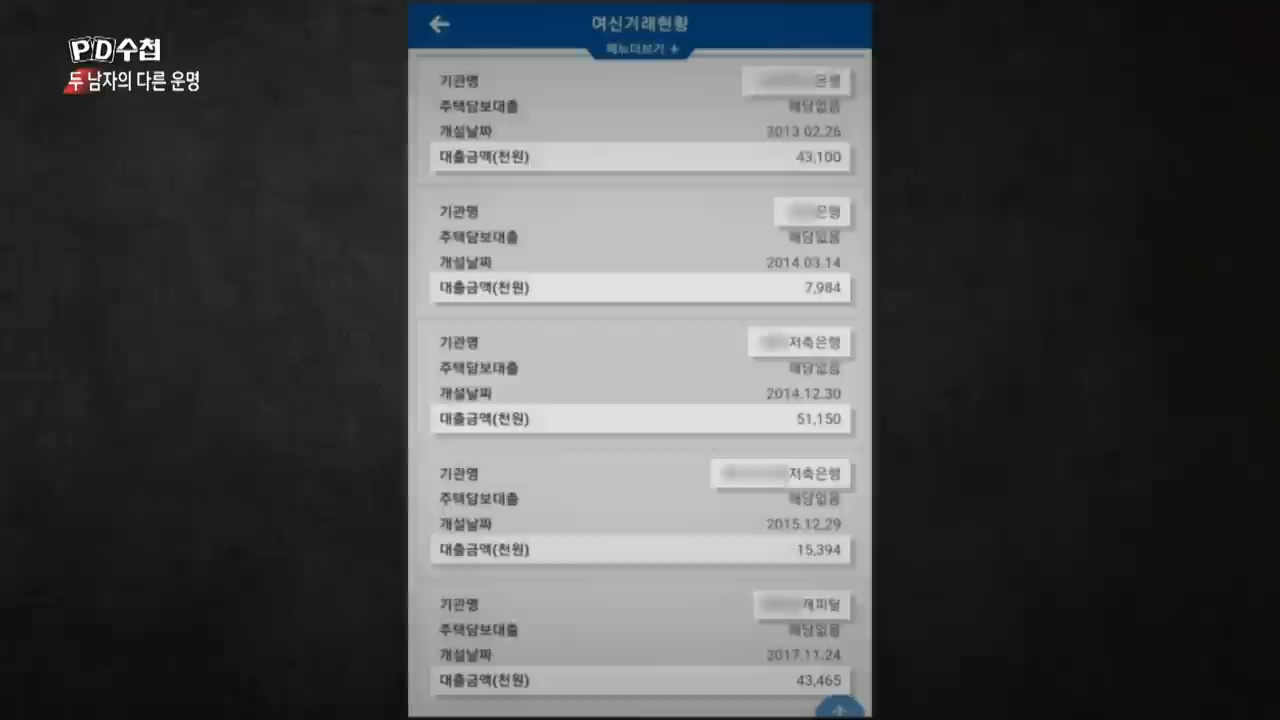 PD수첩
두 남자의 다른 운명
여신거래현황
메뉴더보기 +
기관명 은행
주택담보대출 해당없음
개설날짜 2013.02.26
대출금액(천원) 43,100
기관명 은행
주택담보대출 해당없음
개설날짜 2014.03.14
대출금액(천원) 7,984
기관명 저축은행
주택담보대출 해당없음
개설날짜 2014.12.30
대출금액(천원) 51,150
기관명 저축은행
주택담보대출 해당없음
개설날짜 2015.12.29
대출금액(천원) 15,394
기관명 캐피탈
주택담보대출 해당없음
개설날짜 2017.11.24
대출금액(천원) 43,465